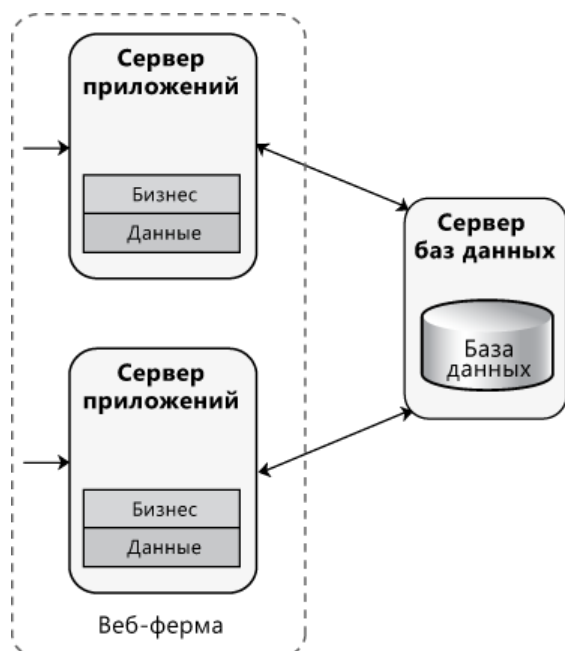 Сервер
приложений
Бизнес
Данные
Сервер
приложений
Бизнес
Данные
Веб-ферма
Сервер
баз данных
База
данных